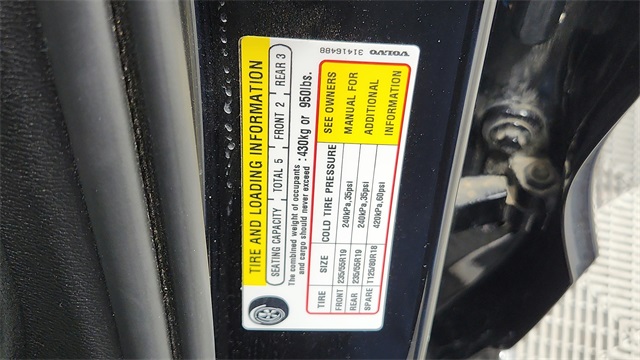 TIRE AND LOADING INFORMATION
SEATING CAPACITY TOTAL 5 FRONT 2 REAR 3
The combined weight of occupants and cargo should never exceed : 430kg or 950lbs.
TIRE SIZE COLD TIRE PRESSURE SEE OWNERS
FRONT 235/55R19 240kPa,35psi MANUAL FOR
REAR 235/55R19 240kPa,35psi ADDITIONAL
SPARE T125/80R18 420kPa,60psi INFORMATION
VOLVO 31416488